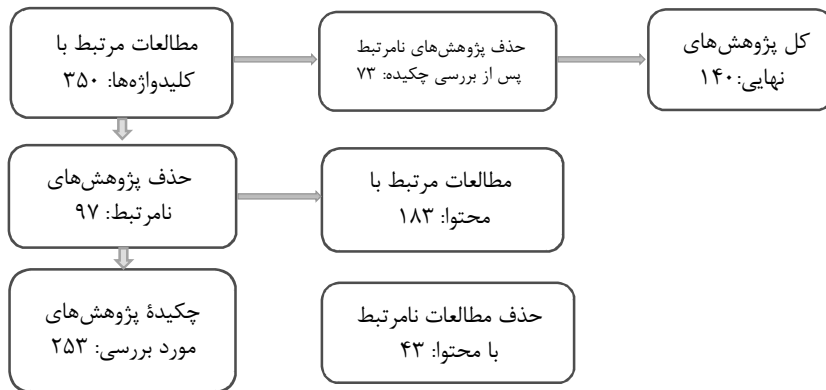 مطالعات مرتبط با
کلیدواژه‌ها: ۳۵۰
حذف پژوهش‌های نامرتبط
پس از بررسی چکیده: ۷۳
کل پژوهش‌های
نهایی: ۱۴۰
حذف پژوهش‌های
نامرتبط: ۹۷
مطالعات مرتبط با
محتوا: ۱۸۳
چکیدهٔ پژوهش‌های
مورد بررسی: ۲۵۳
حذف مطالعات نامرتبط
با محتوا: ۴۳